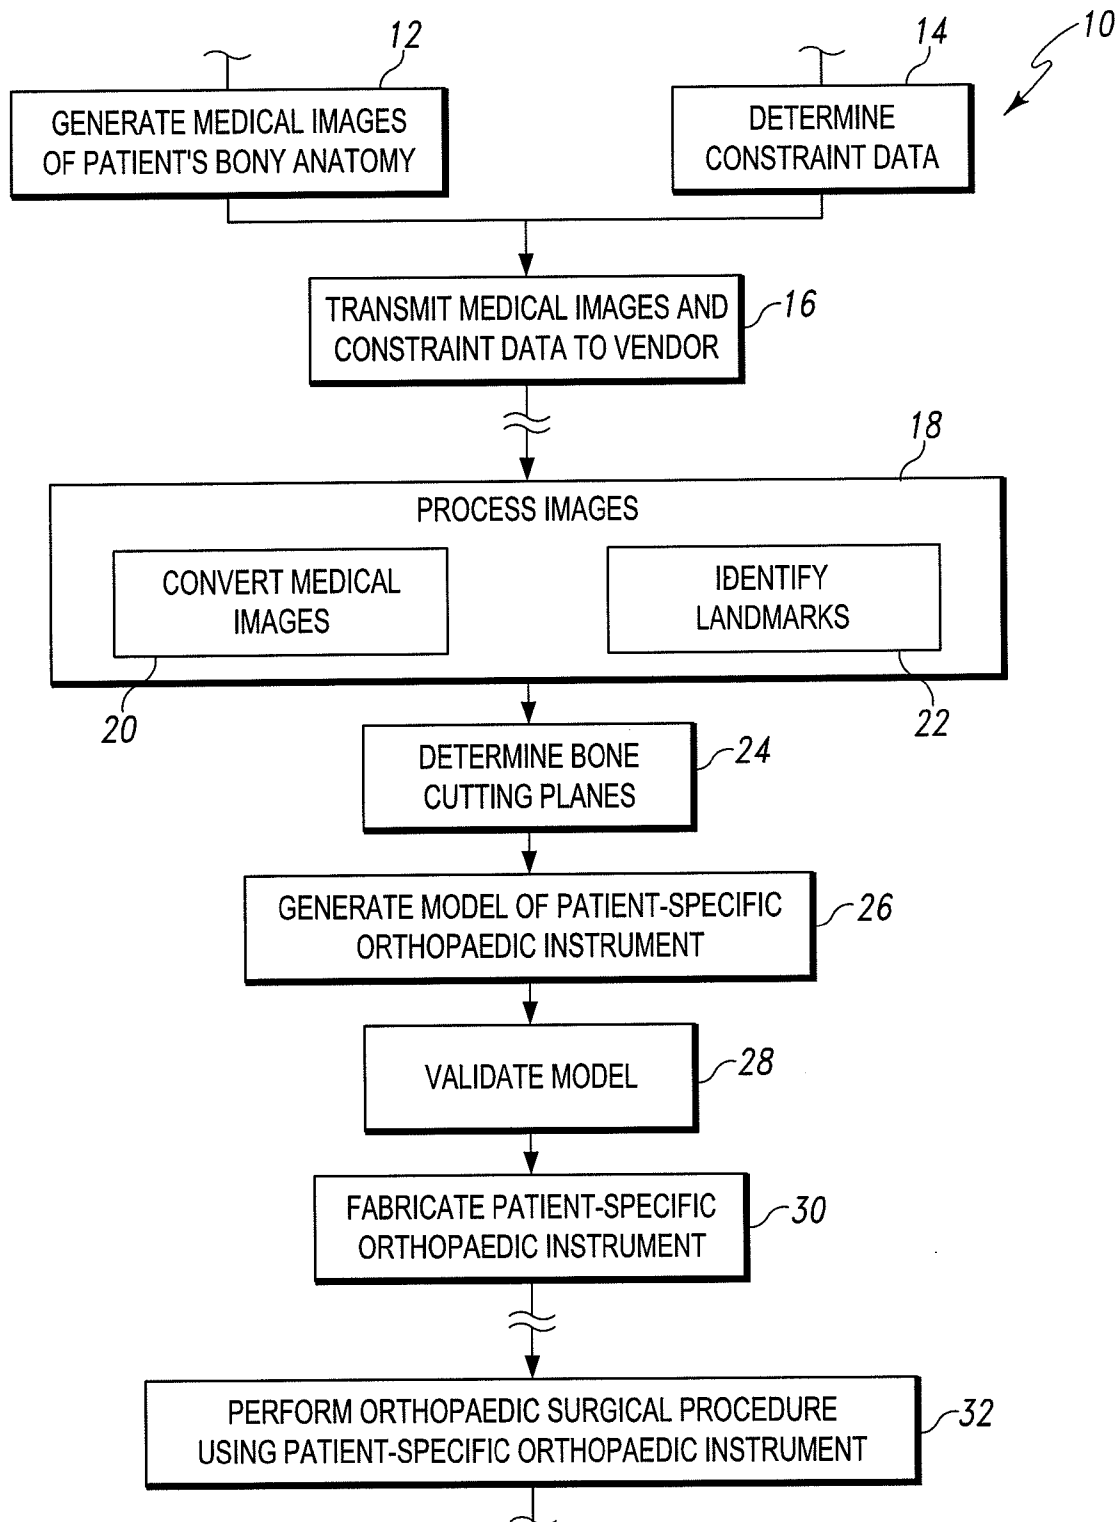 12
14
10
GENERATE MEDICAL IMAGES
OF PATIENT'S BONY ANATOMY
DETERMINE
CONSTRAINT DATA
TRANSMIT MEDICAL IMAGES AND
CONSTRAINT DATA TO VENDOR
16
18
PROCESS IMAGES
CONVERT MEDICAL
IMAGES
IDENTIFY
LANDMARKS
20
22
DETERMINE BONE
CUTTING PLANES
24
GENERATE MODEL OF PATIENT-SPECIFIC
ORTHOPAEDIC INSTRUMENT
26
VALIDATE MODEL
28
FABRICATE PATIENT-SPECIFIC
ORTHOPAEDIC INSTRUMENT
30
PERFORM ORTHOPAEDIC SURGICAL PROCEDURE
USING PATIENT-SPECIFIC ORTHOPAEDIC INSTRUMENT
32